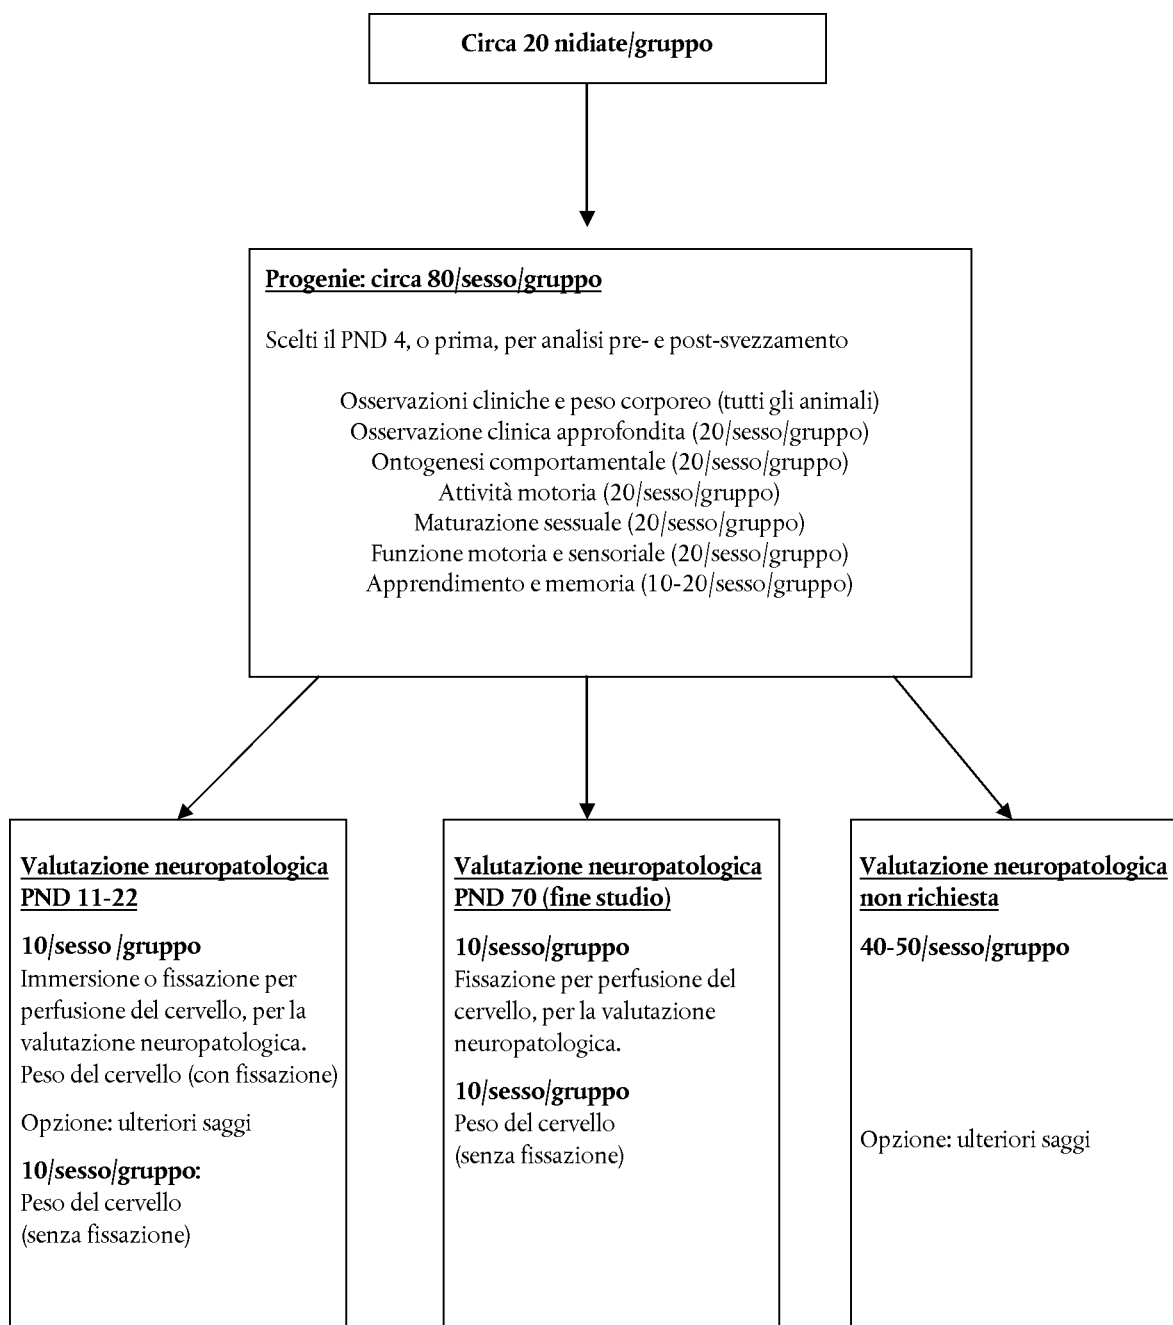 Circa 20 nidiate/gruppo
Progenie: circa 80/sesso/gruppo
Scelti il PND 4, o prima, per analisi pre- e post-svezzamento
Osservazioni cliniche e peso corporeo (tutti gli animali)
Osservazione clinica approfondita (20/sesso/gruppo)
Ontogenesi comportamentale (20/sesso/gruppo)
Attività motoria (20/sesso/gruppo)
Maturazione sessuale (20/sesso/gruppo)
Funzione motoria e sensoriale (20/sesso/gruppo)
Apprendimento e memoria (10-20/sesso/gruppo)
Valutazione neuropatologica
PND 11-22
10/sesso /gruppo
Immersione o fissazione per
perfusione del cervello, per la
valutazione neuropatologica.
Peso del cervello (con fissazione)
Opzione: ulteriori saggi
10/sesso/gruppo:
Peso del cervello
(senza fissazione)
Valutazione neuropatologica
PND 70 (fine studio)
10/sesso/gruppo
Fissazione per perfusione del
cervello, per la valutazione
neuropatologica.
10/sesso/gruppo
Peso del cervello
(senza fissazione)
Valutazione neuropatologica
non richiesta
40-50/sesso/gruppo
Opzione: ulteriori saggi